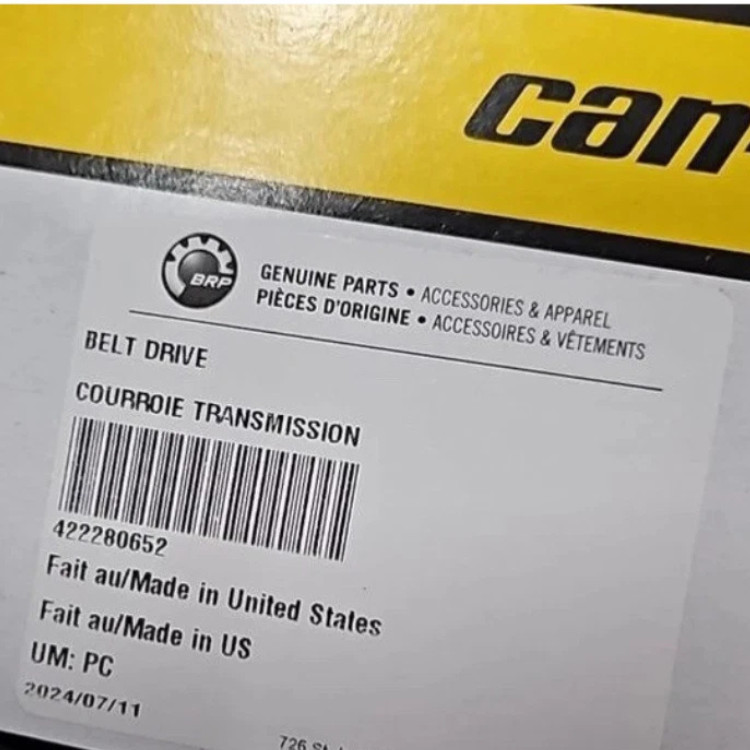 can
BRP
GENUINE PARTS • ACCESSORIES & APPAREL
PIÈCES D'ORIGINE • ACCESSOIRES & VÊTEMENTS
BELT DRIVE
COURROIE TRANSMISSION
422280652
Fait au/Made in United States
Fait au/Made in US
UM: PC
2024/07/11
726